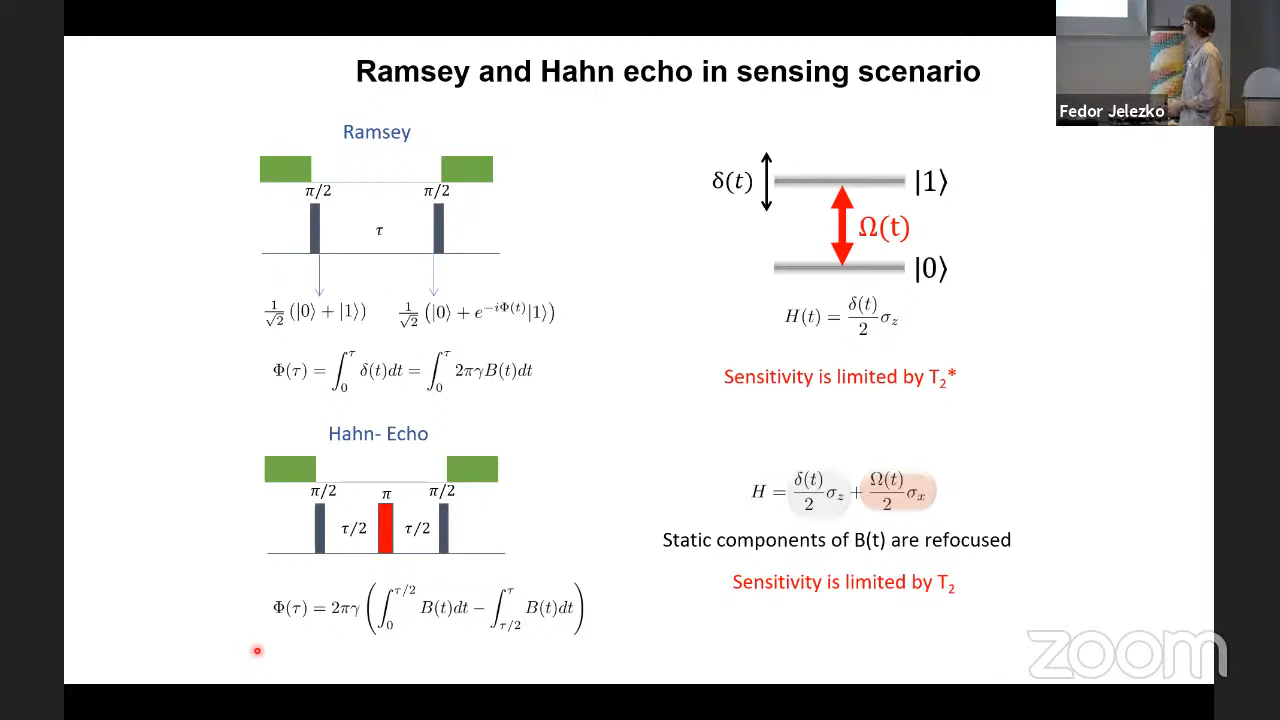 Ramsey and Hahn echo in sensing scenario
Fedor Jelezko
Ramsey
π/2 π/2
τ
1/√2 (|0⟩ + |1⟩) 1/√2 (|0⟩ + e^{−iΦ(t)}|1⟩)
Φ(τ) = ∫₀^τ δ(t)dt = ∫₀^τ 2πγB(t)dt
δ(t) |1⟩
Ω(t)
|0⟩
H(t) = δ(t)/2 σ_z
Sensitivity is limited by T₂*
Hahn- Echo
π/2 π π/2
τ/2 τ/2
Φ(τ) = 2πγ (∫₀^{τ/2} B(t)dt − ∫_{τ/2}^τ B(t)dt)
H = δ(t)/2 σ_z + Ω(t)/2 σ_x
Static components of B(t) are refocused
Sensitivity is limited by T₂
zoom